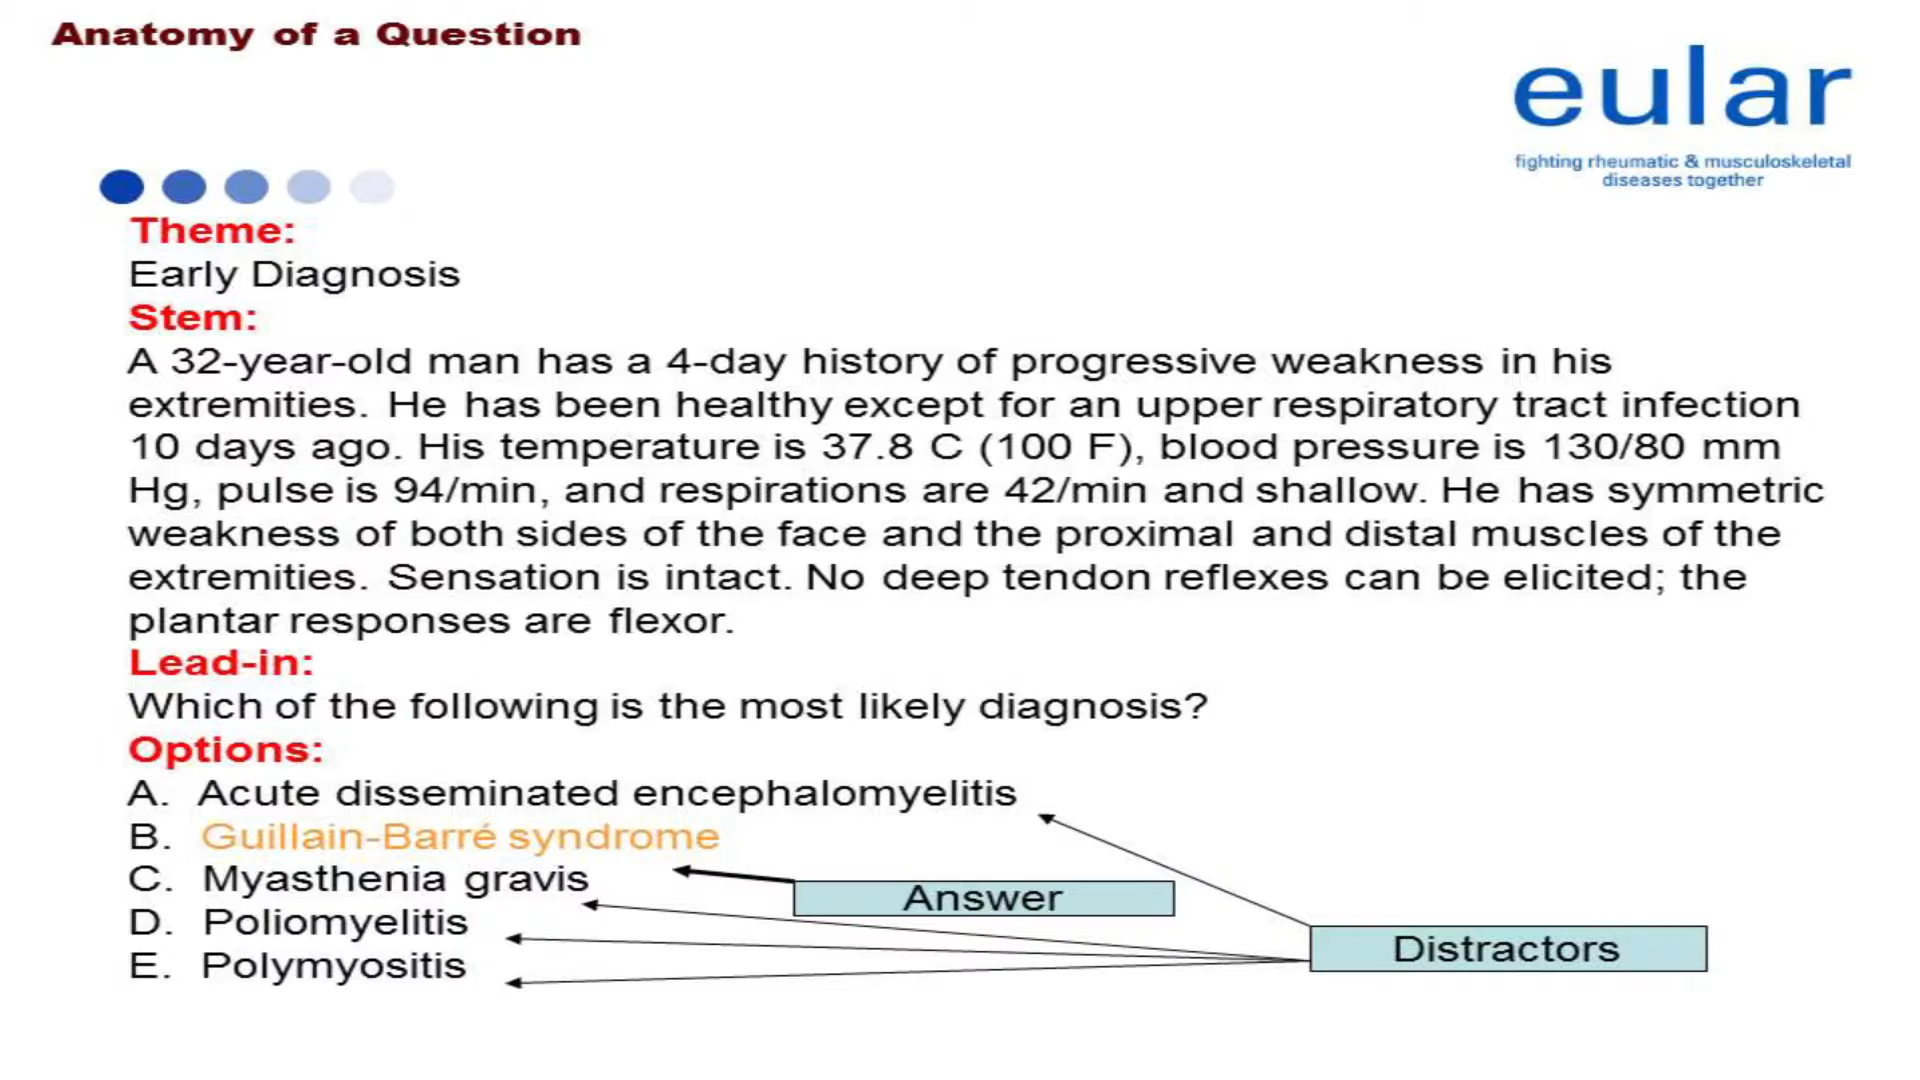 Anatomy of a Question
eular
fighting rheumatic & musculoskeletal
diseases together
Theme:
Early Diagnosis
Stem:
A 32-year-old man has a 4-day history of progressive weakness in his
extremities. He has been healthy except for an upper respiratory tract infection
10 days ago. His temperature is 37.8 C (100 F), blood pressure is 130/80 mm
Hg, pulse is 94/min, and respirations are 42/min and shallow. He has symmetric
weakness of both sides of the face and the proximal and distal muscles of the
extremities. Sensation is intact. No deep tendon reflexes can be elicited; the
plantar responses are flexor.
Lead-in:
Which of the following is the most likely diagnosis?
Options:
A. Acute disseminated encephalomyelitis
B. Guillain-Barré syndrome
C. Myasthenia gravis
Answer
D. Poliomyelitis
Distractors
E. Polymyositis